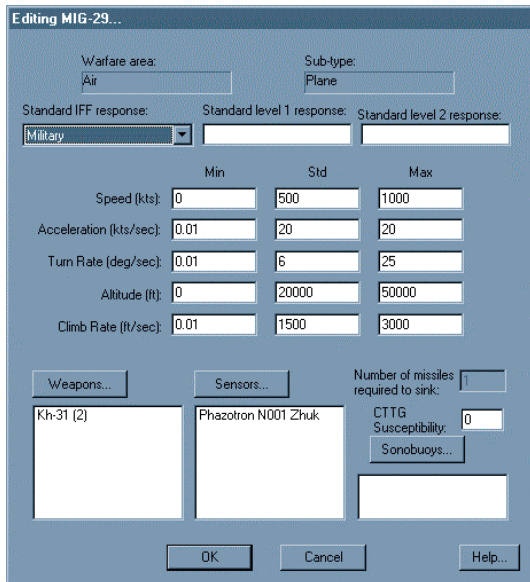 Editing MIG-29...
Warfare area:
Sub-type:
Air
Plane
Standard IFF response:
Standard level 1 response:
Standard level 2 response:
Military
Min Std Max
Speed (kts): 0 500 1000
Acceleration (kts/sec): 0.01 20 20
Turn Rate (deg/sec): 0.01 6 25
Altitude (ft): 0 20000 50000
Climb Rate (ft/sec): 0.01 1500 3000
Weapons...
Sensors...
Number of missiles
required to sink: 1
Kh-31 (2)
Phazotron N001 Zhuk
CTTG
Susceptibility: 0
Sonobuoys...
OK
Cancel
Help...